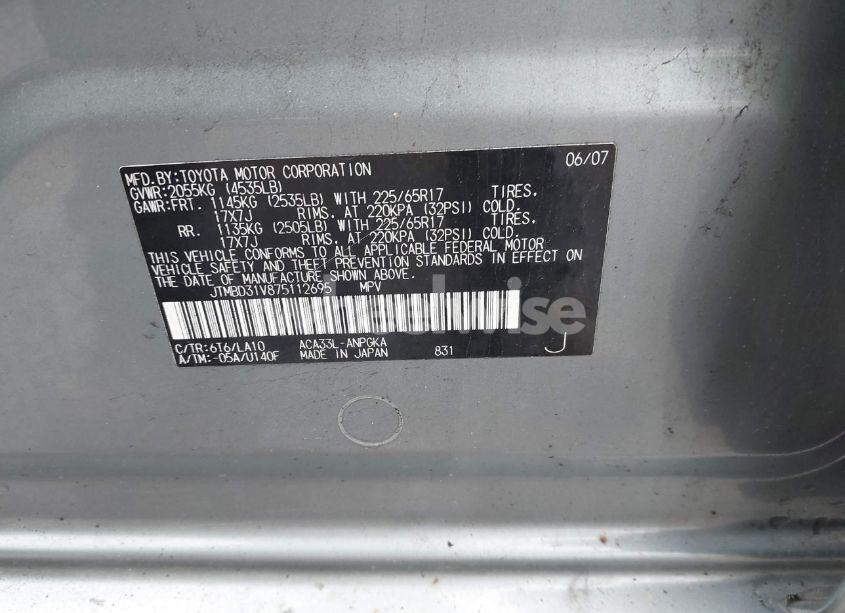 06/07
MFD.BY:TOYOTA MOTOR CORPORATION
GVWR:2055KG (4535LB)
GAWR:FRT. 1145KG (2535LB) WITH 225/65R17 TIRES,
17X7J RIMS, AT 220KPA (32PSI) COLD.
RR. 1135KG (2505LB) WITH 225/65R17 TIRES,
17X7J RIMS, AT 220KPA (32PSI) COLD.
THIS VEHICLE CONFORMS TO ALL APPLICABLE FEDERAL MOTOR
VEHICLE SAFETY AND THEFT PREVENTION STANDARDS IN EFFECT ON
THE DATE OF MANUFACTURE SHOWN ABOVE.
JTMBD31V875112695 MPV
C/TR:6T6/LA10 ACA33L-ANPGKA
A/TM:-05A/U140F MADE IN JAPAN 831
J